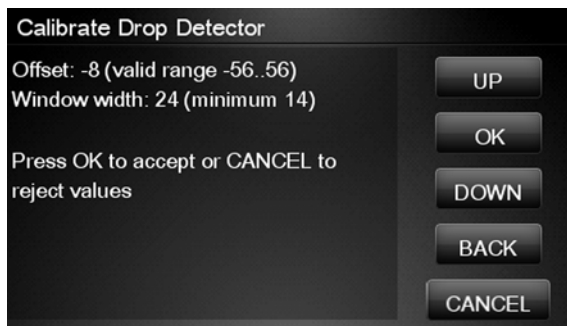 Calibrate Drop Detector
Offset: -8 (valid range -56..56)
Window width: 24 (minimum 14)
Press OK to accept or CANCEL to
reject values
UP
OK
DOWN
BACK
CANCEL